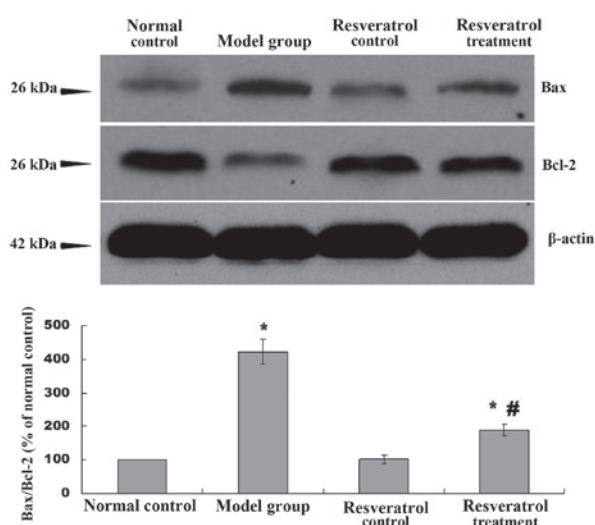 Normal control
Model group
Resveratrol control
Resveratrol treatment
26 kDa
Bax
26 kDa
Bcl-2
42 kDa
β-actin
Bax/Bcl-2 (% of normal control)
500
400
300
200
100
0
*
* #
Normal control
Model group
Resveratrol control
Resveratrol treatment